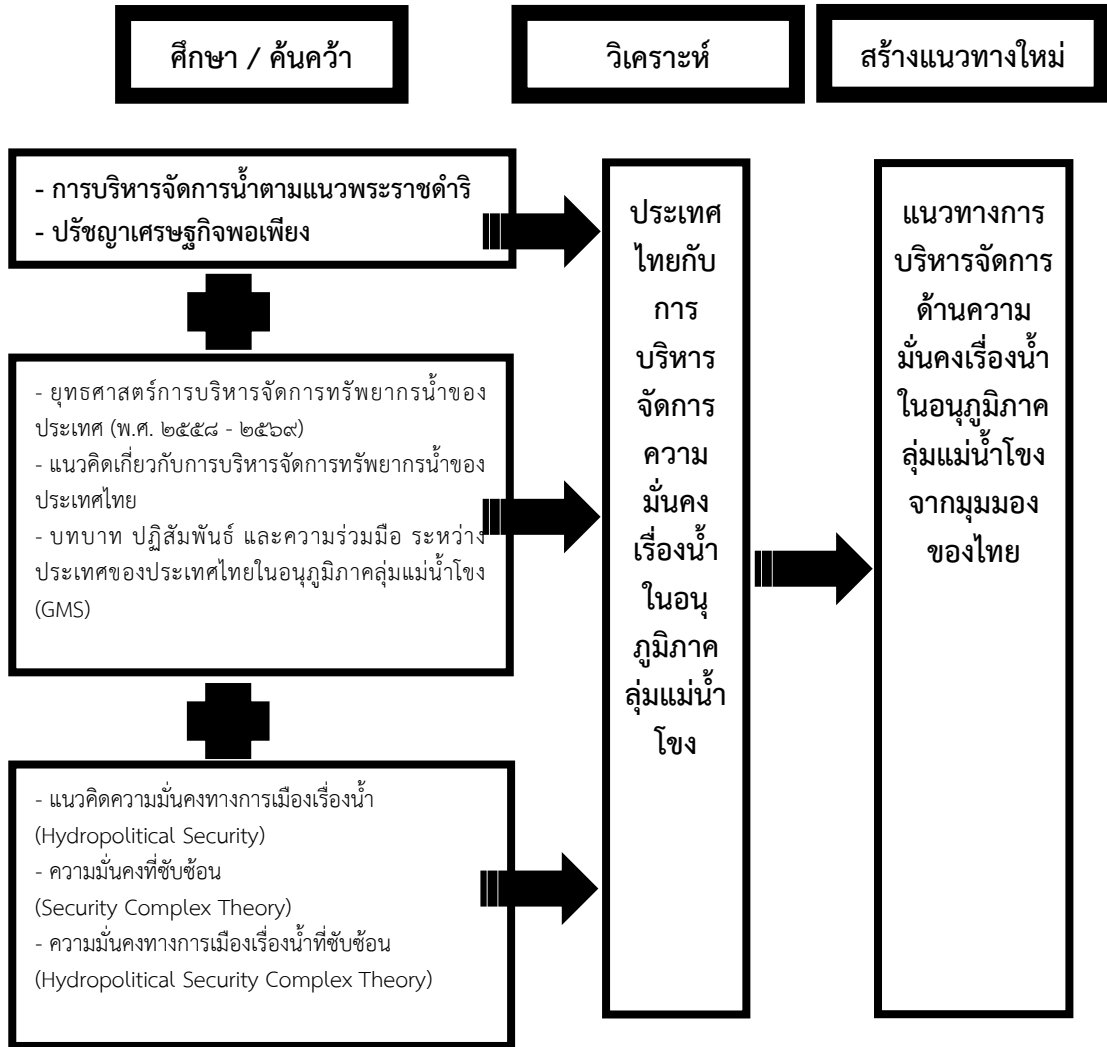 ศึกษา / ค้นคว้า
วิเคราะห์
สร้างแนวทางใหม่
- การบริหารจัดการน้ำตามแนวพระราชดำริ
- ปรัชญาเศรษฐกิจพอเพียง
- ยุทธศาสตร์การบริหารจัดการทรัพยากรน้ำของ
ประเทศ (พ.ศ. ๒๕๕๘ - ๒๕๖๙)
- แนวคิดเกี่ยวกับการบริหารจัดการทรัพยากรน้ำของ
ประเทศไทย
- บทบาท ปฏิสัมพันธ์ และความร่วมมือ ระหว่าง
ประเทศของประเทศไทยในอนุภูมิภาคลุ่มแม่น้ำโขง
(GMS)
- แนวคิดความมั่นคงทางการเมืองเรื่องน้ำ
(Hydropolitical Security)
- ความมั่นคงที่ซับซ้อน
(Security Complex Theory)
- ความมั่นคงทางการเมืองเรื่องน้ำที่ซับซ้อน
(Hydropolitical Security Complex Theory)
ประเทศ
ไทยกับ
การ
บริหาร
จัดการ
ความ
มั่นคง
เรื่องน้ำ
ในอนุ
ภูมิภาค
ลุ่มแม่น้ำ
โขง
แนวทางการ
บริหารจัดการ
ด้านความ
มั่นคงเรื่องน้ำ
ในอนุภูมิภาค
ลุ่มแม่น้ำโขง
จากมุมมอง
ของไทย